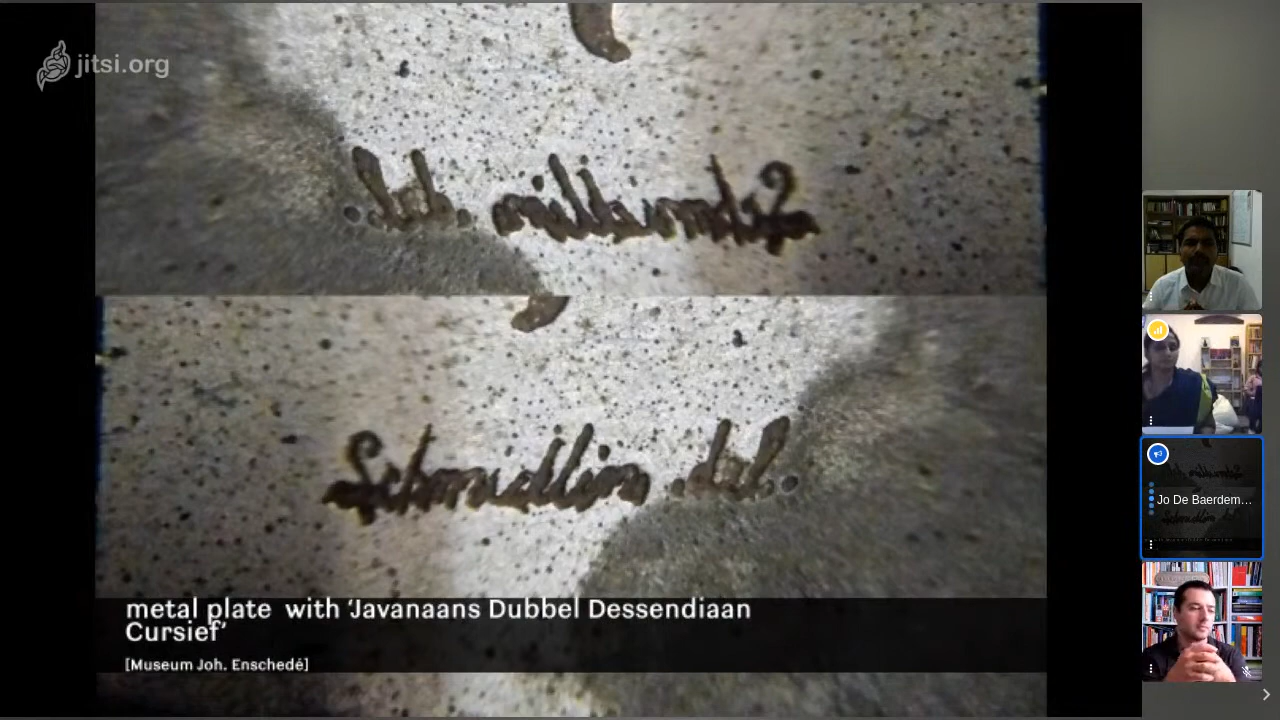 jitsi.org
Schmidlin del.
Schmidlin del.
metal plate with 'Javanaans Dubbel Dessendiaan
Cursief'
[Museum Joh. Enschedé]
Jo De Baerdem...